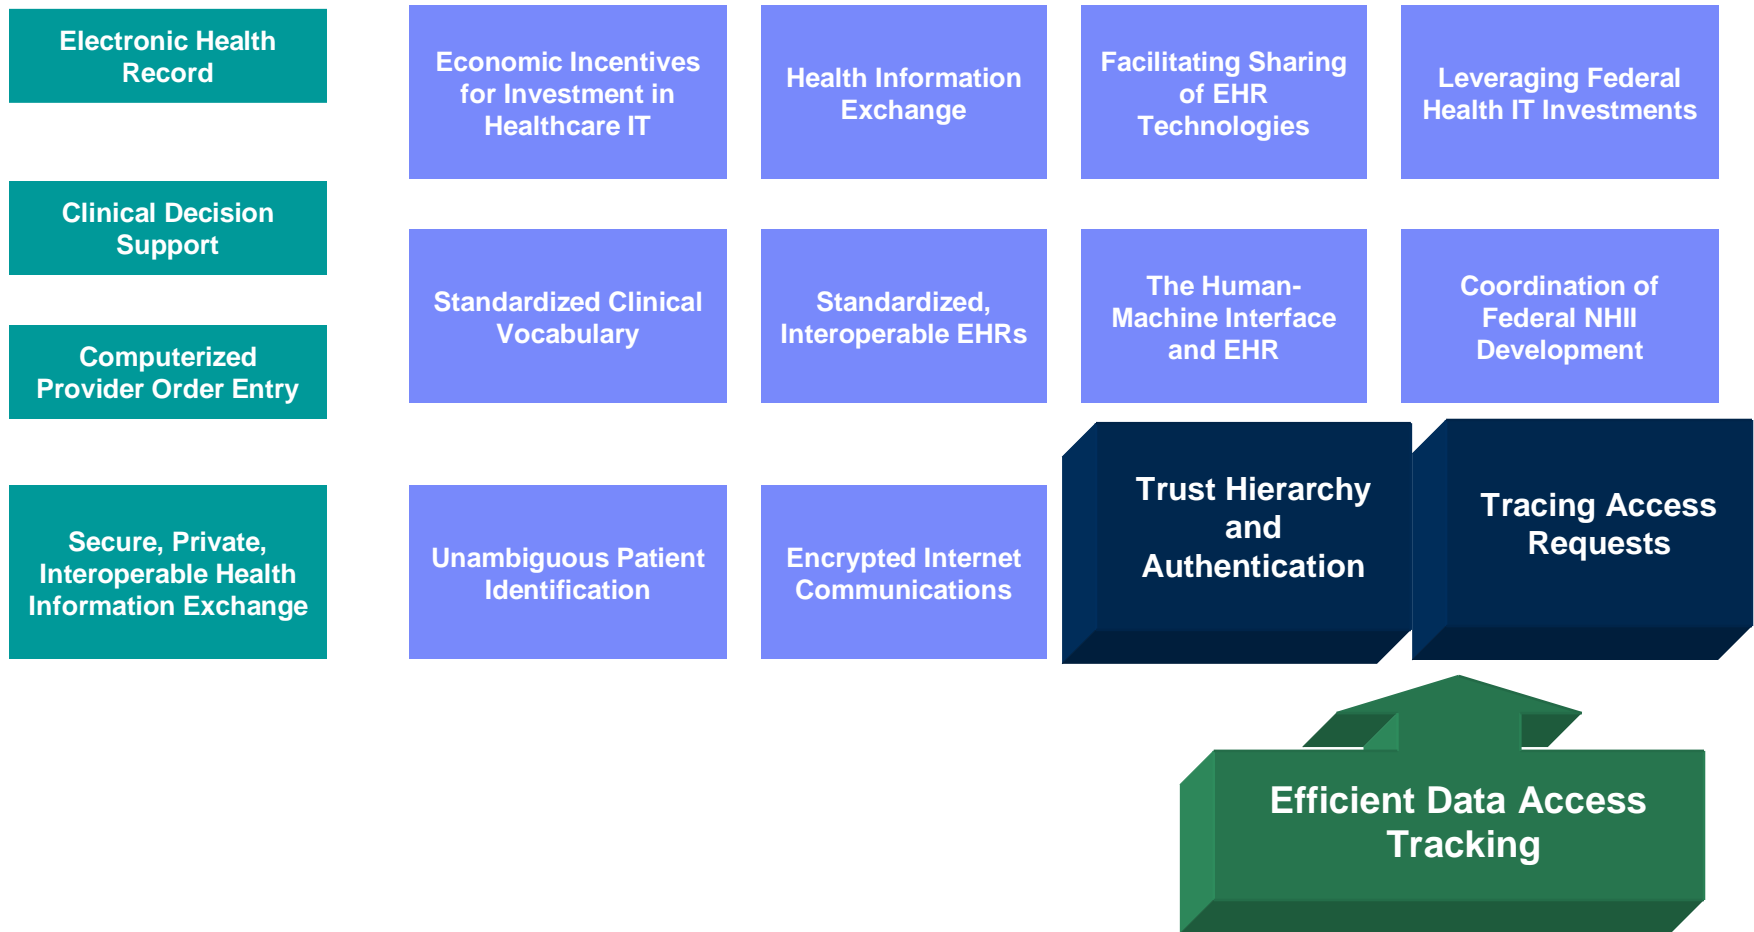 Electronic Health
Record
Economic Incentives
for Investment in
Healthcare IT
Health Information
Exchange
Facilitating Sharing
of EHR
Technologies
Leveraging Federal
Health IT Investments
Clinical Decision
Support
Computerized
Provider Order Entry
Standardized Clinical
Vocabulary
Standardized,
Interoperable EHRs
The Human-
Machine Interface
and EHR
Coordination of
Federal NHII
Development
Secure, Private,
Interoperable Health
Information Exchange
Unambiguous Patient
Identification
Encrypted Internet
Communications
Trust Hierarchy
and
Authentication
Tracing Access
Requests
Efficient Data Access
Tracking